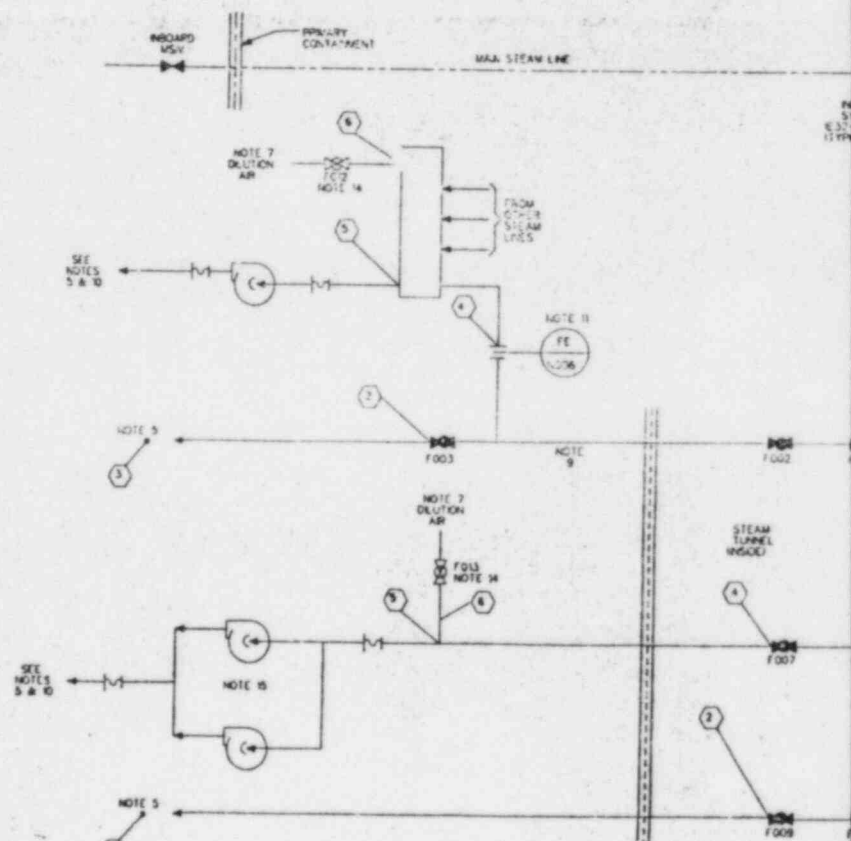 INBOARD
MSIV
PRIMARY
CONTAINMENT
MAIN STEAM LINE
6
NOTE 7
DILUTION
AIR
NOTE 14
FROM
OTHER
STEAM
LINES
5
SEE
NOTES
5 & 10
C
4
NOTE 11
FE
N006
2
NOTE 5
3
F003
NOTE
9
F002
NOTE 7
DILUTION
AIR
STEAM
TUNNEL
(INSIDE)
F013
NOTE 14
5
6
4
C
F007
SEE
NOTES
5 & 10
NOTE 15
C
2
NOTE 5
F009